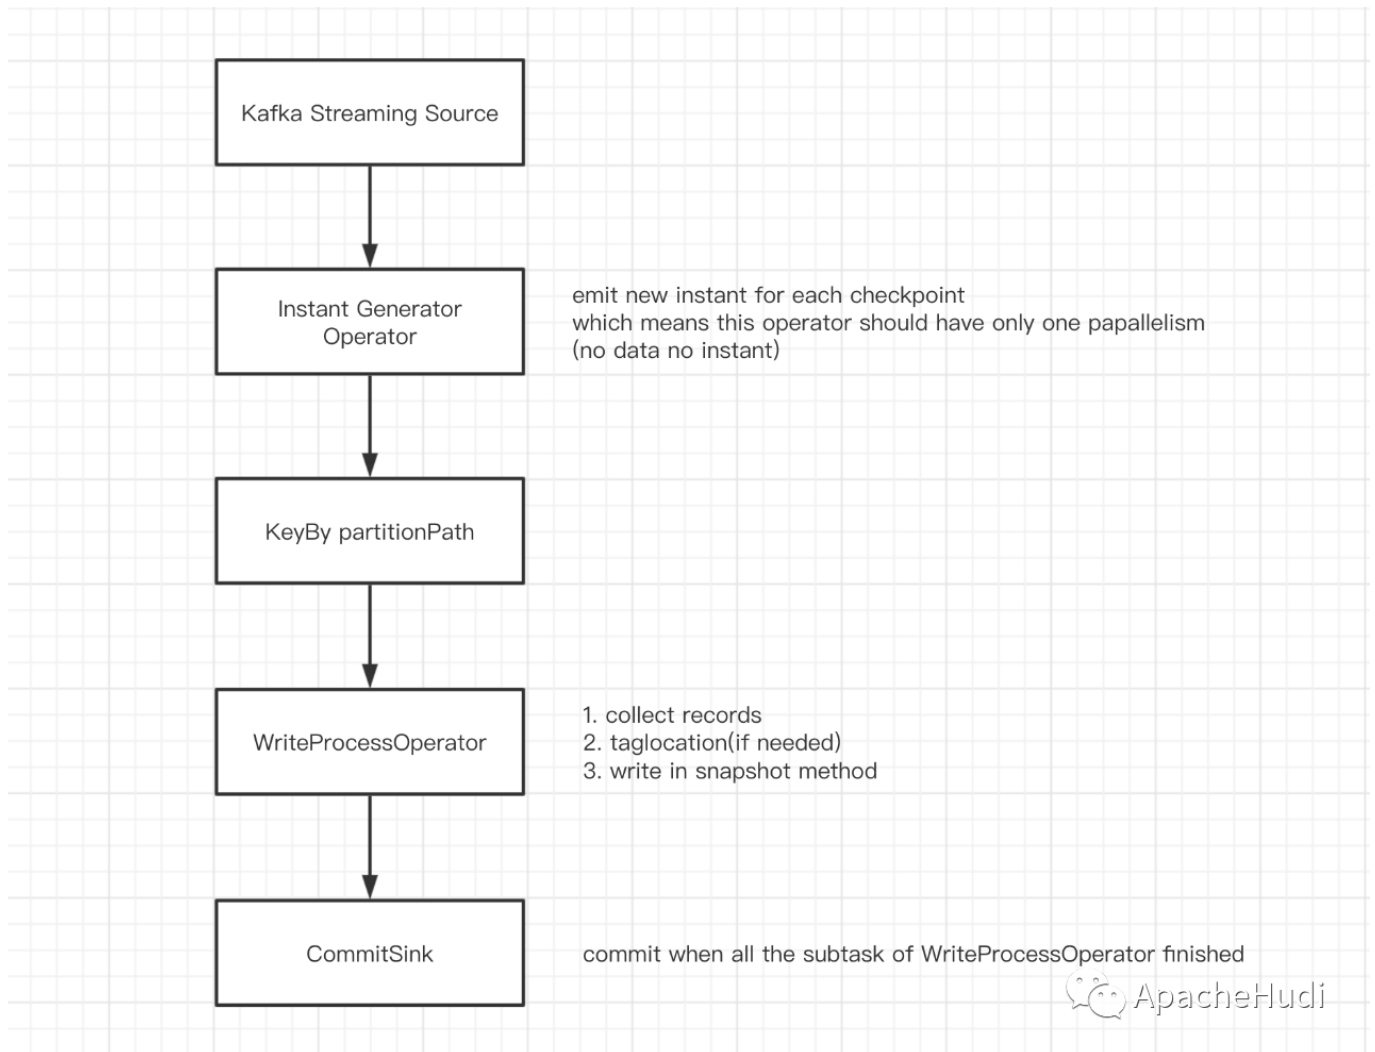 Kafka Streaming Source
Instant Generator
Operator
emit new instant for each checkpoint
which means this operator should have only one papallelism
(no data no instant)
KeyBy partitionPath
WriteProcessOperator
1. collect records
2. taglocation(if needed)
3. write in snapshot method
CommitSink
commit when all the subtask of WriteProcessOperator finished
ApacheHudi